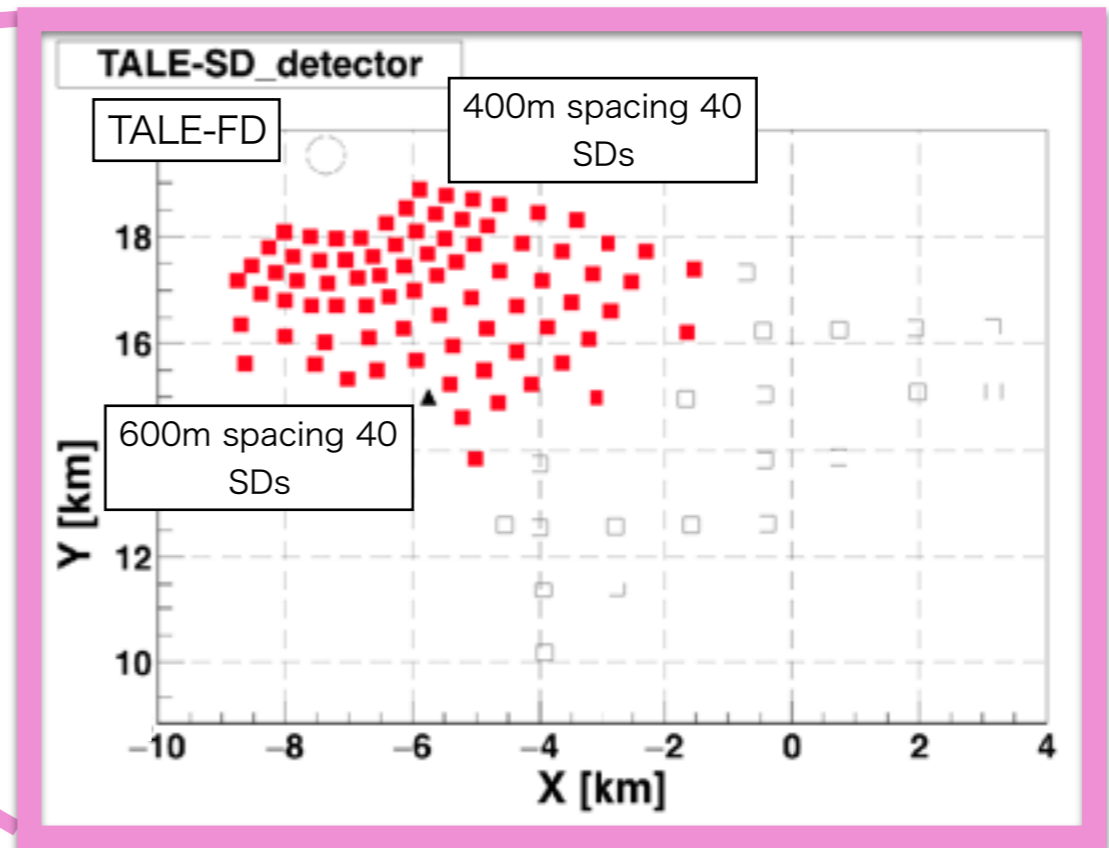 TALE-SD_detector
TALE-FD
400m spacing 40
SDs
18
16
600m spacing 40
SDs
12
10
Y [km]
−10 −8 −6 −4 −2 0 2 4
X [km]